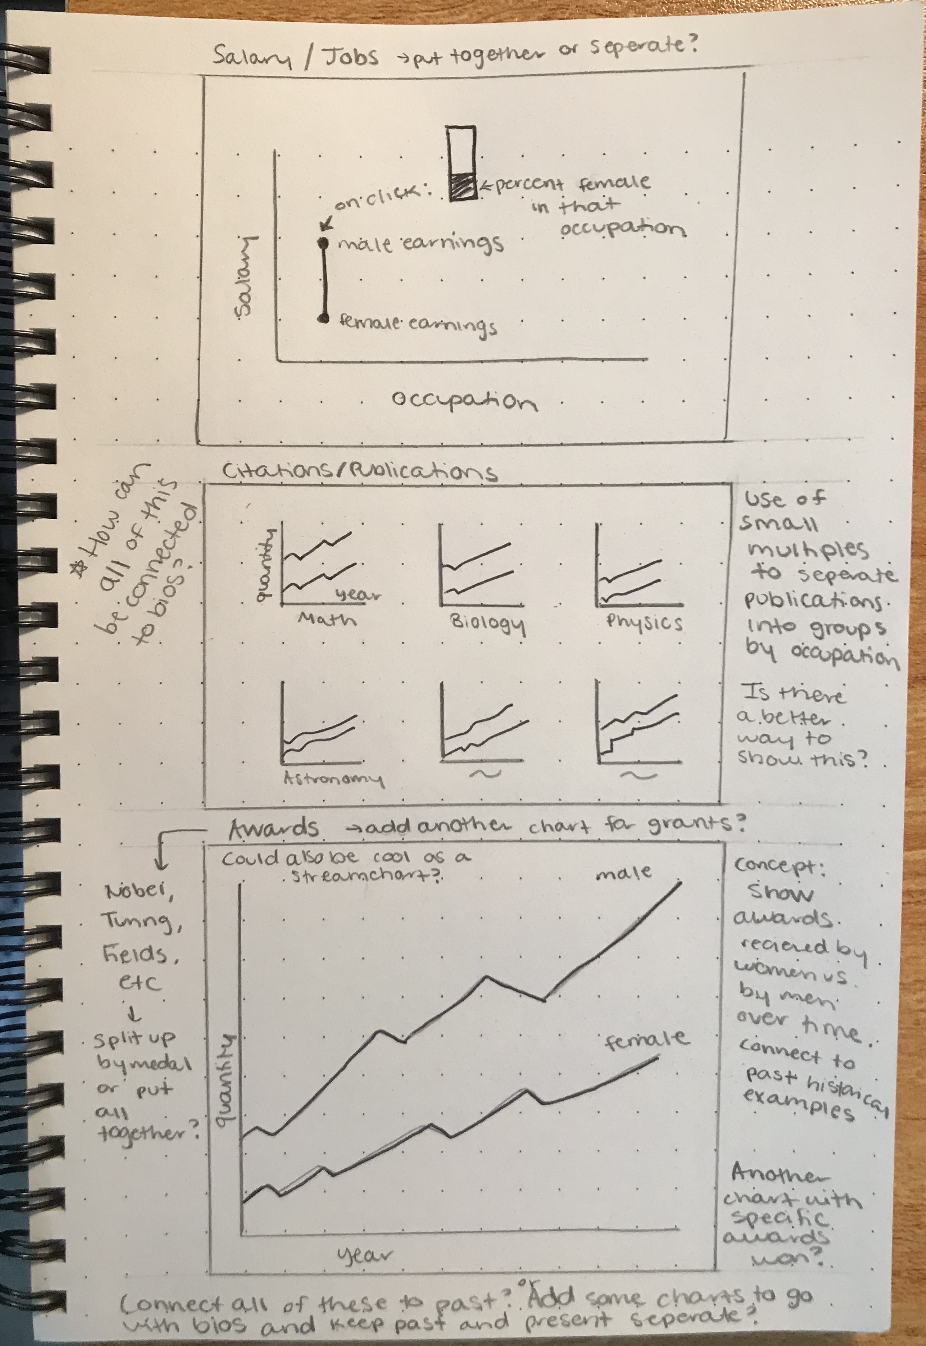 Salary / Jobs → put together or seperate?
on click:
← percent female
in that
occupation
male earnings
female earnings
Salary
Occupation
* How can
all of this
be connected
to bios?
Citations/Publications
quantity
year
Math
Biology
Physics
Astronomy
~
~
Use of
small
multiples
to seperate
publications
into groups
by occupation
Is there
a better
way to
show this?
Awards → add another chart for grants?
Nobel,
Turing,
Fields,
etc
↓
split up
by medal
or put
all
together?
Could also be cool as a
streamchart?
male
female
quantity
year
Concept:
Show
awards
recieved by
women vs.
by men
over time.
connect to
past historical
examples
Another
chart with
specific
awards
won?
Connect all of these to past? or Add some charts to go
with bios and keep past and present seperate?